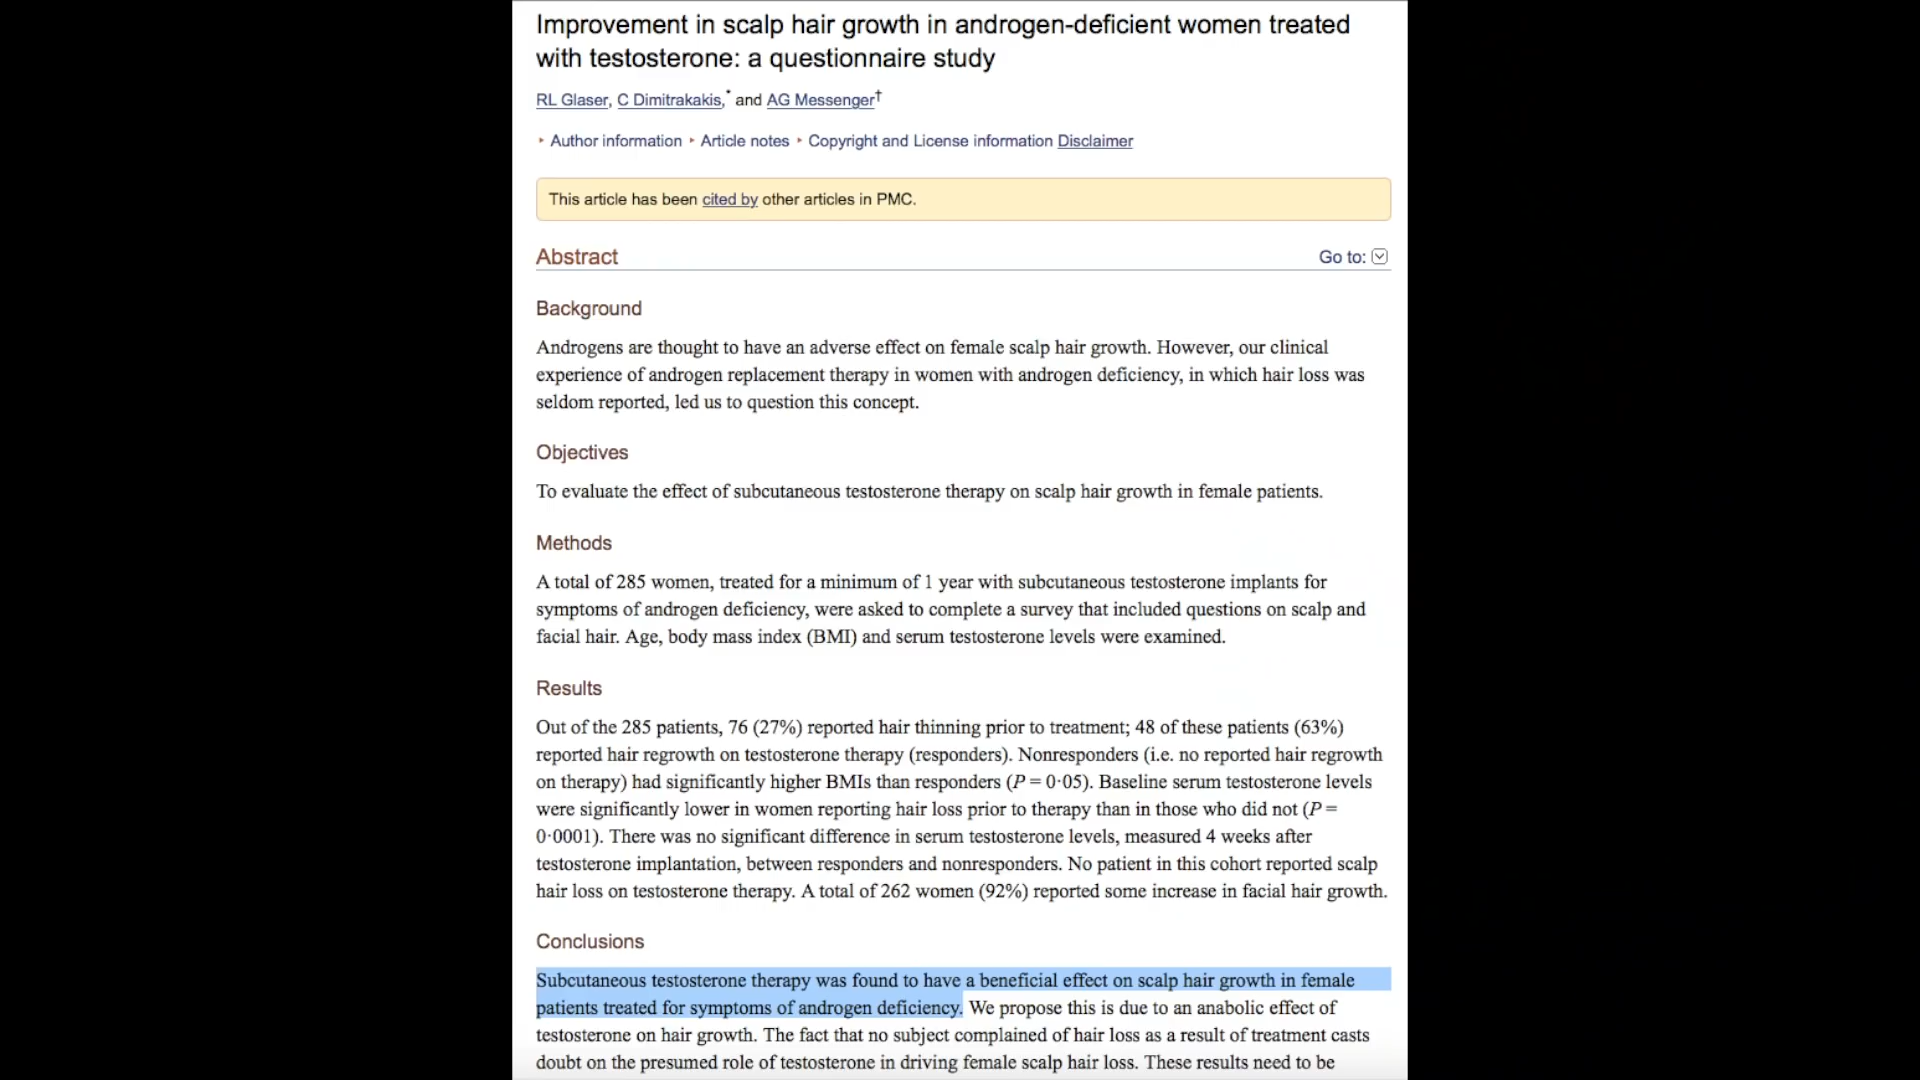 Improvement in scalp hair growth in androgen-deficient women treated
with testosterone: a questionnaire study
RL Glaser, C Dimitrakakis,* and AG Messenger†
‣ Author information ‣ Article notes ‣ Copyright and License information Disclaimer
This article has been cited by other articles in PMC.
Abstract
Go to:
Background
Androgens are thought to have an adverse effect on female scalp hair growth. However, our clinical
experience of androgen replacement therapy in women with androgen deficiency, in which hair loss was
seldom reported, led us to question this concept.
Objectives
To evaluate the effect of subcutaneous testosterone therapy on scalp hair growth in female patients.
Methods
A total of 285 women, treated for a minimum of 1 year with subcutaneous testosterone implants for
symptoms of androgen deficiency, were asked to complete a survey that included questions on scalp and
facial hair. Age, body mass index (BMI) and serum testosterone levels were examined.
Results
Out of the 285 patients, 76 (27%) reported hair thinning prior to treatment; 48 of these patients (63%)
reported hair regrowth on testosterone therapy (responders). Nonresponders (i.e. no reported hair regrowth
on therapy) had significantly higher BMIs than responders (P = 0·05). Baseline serum testosterone levels
were significantly lower in women reporting hair loss prior to therapy than in those who did not (P =
0·0001). There was no significant difference in serum testosterone levels, measured 4 weeks after
testosterone implantation, between responders and nonresponders. No patient in this cohort reported scalp
hair loss on testosterone therapy. A total of 262 women (92%) reported some increase in facial hair growth.
Conclusions
Subcutaneous testosterone therapy was found to have a beneficial effect on scalp hair growth in female
patients treated for symptoms of androgen deficiency. We propose this is due to an anabolic effect of
testosterone on hair growth. The fact that no subject complained of hair loss as a result of treatment casts
doubt on the presumed role of testosterone in driving female scalp hair loss. These results need to be